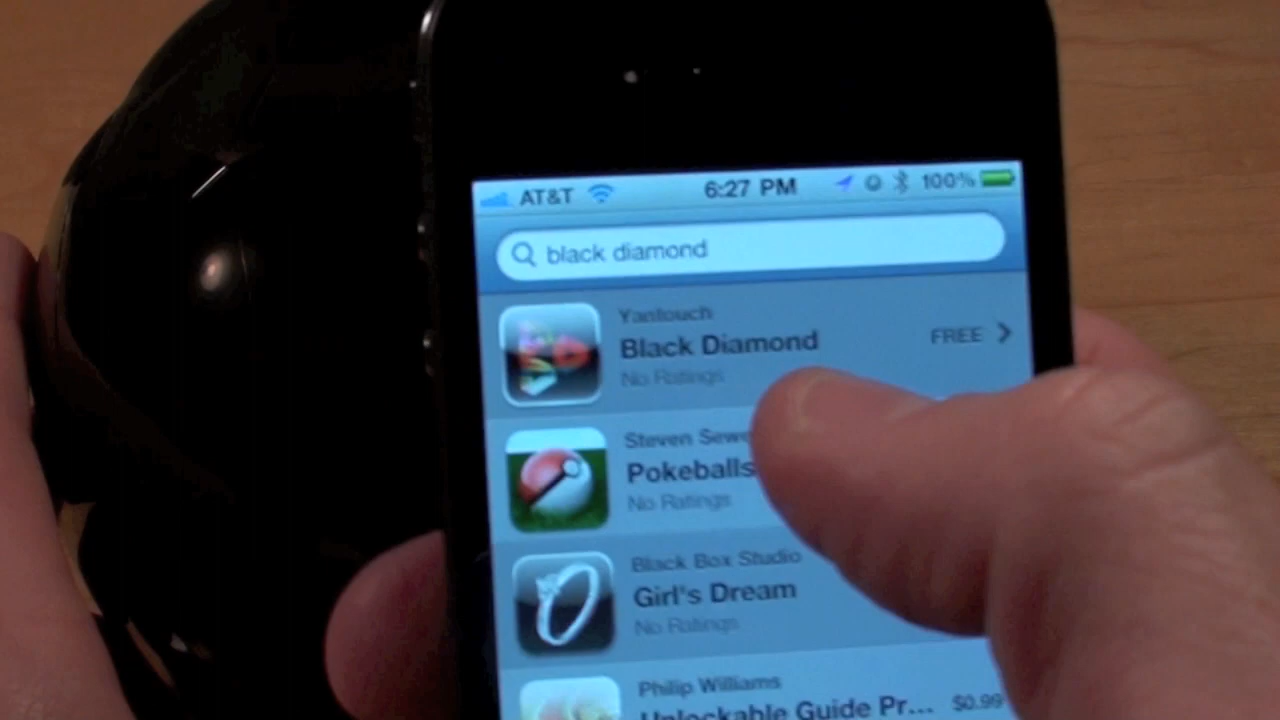 AT&T 6:27 PM 100%
black diamond
Yantouch
Black Diamond
FREE
No Ratings
Steven
Pokeballs
No Ratings
Black Box Studio
Girl's Dream
No Ratings
Philip Williams
Unlockable Guide Pr... $0.99